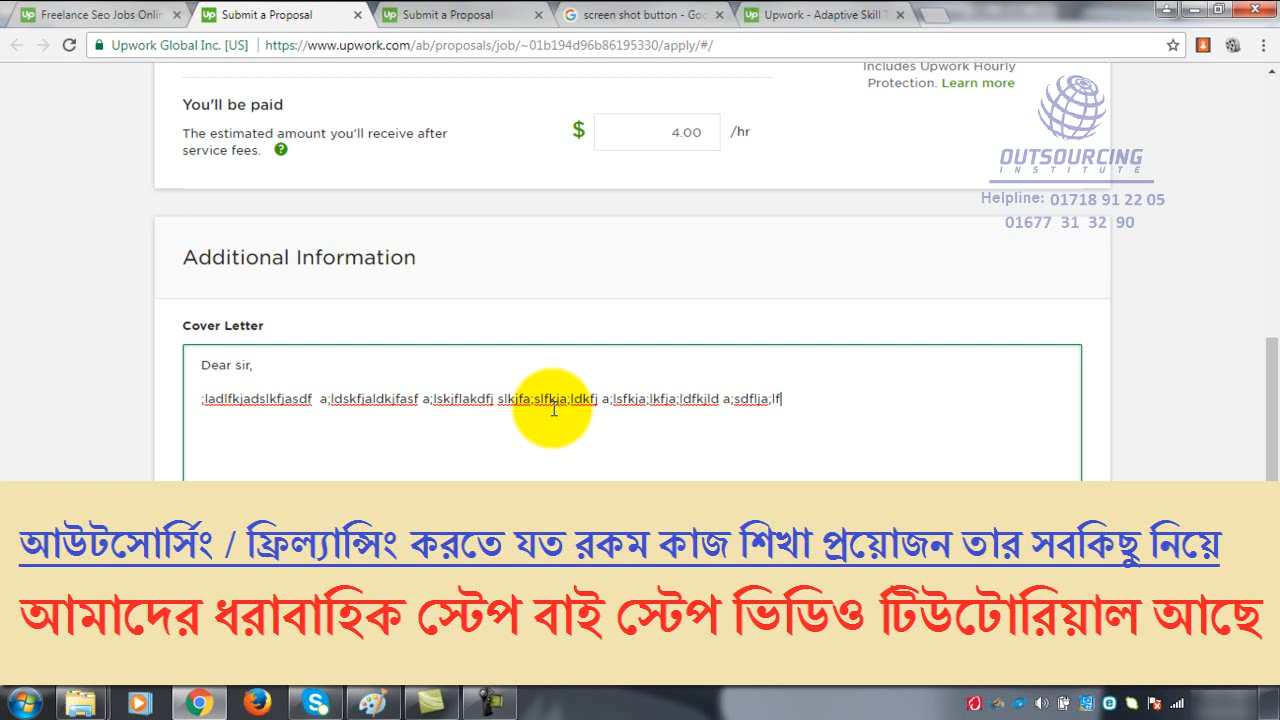 Freelance Seo Jobs Onlin
Submit a Proposal
Submit a Proposal
screen shot button - Goo
Upwork - Adaptive Skill T
Upwork Global Inc. [US]
https://www.upwork.com/ab/proposals/job/~01b194d96b86195330/apply/#/
Includes Upwork Hourly
Protection. Learn more
You'll be paid
The estimated amount you'll receive after
service fees.
$ 4.00 /hr
OUTSOURCING
INSTITUTE
Helpline: 01718 91 22 05
01677 31 32 90
Additional Information
Cover Letter
Dear sir,
;ladlfkjadslkfjasdf a;ldskfjaldkjfasf a;lskjflakdfj slkjfa;slfkja;ldkfj a;lsfkja;lkfja;ldfkjld a;sdflja;lf
আউটসোর্সিং / ফ্রিল্যান্সিং করতে যত রকম কাজ শিখা প্রয়োজন তার সবকিছু নিয়ে
আমাদের ধরাবাহিক স্টেপ বাই স্টেপ ভিডিও টিউটোরিয়াল আছে